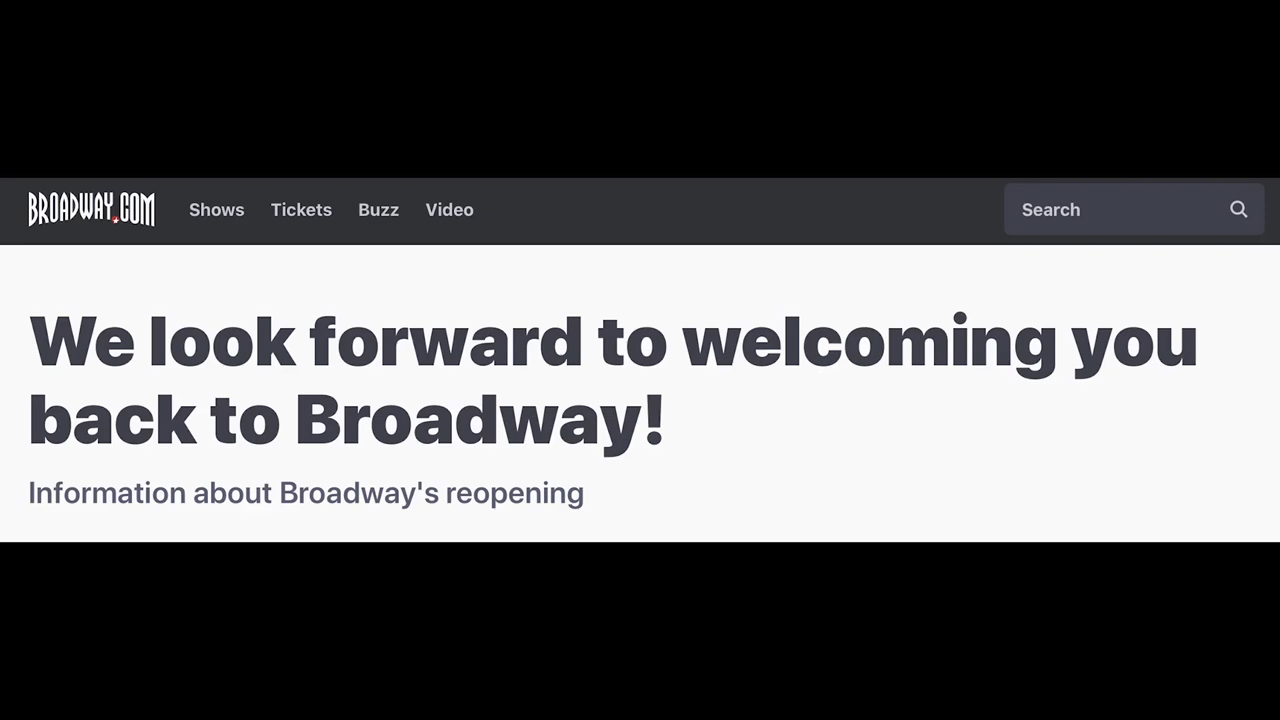 BROADWAY.COM Shows Tickets Buzz Video Search
We look forward to welcoming you
back to Broadway!
Information about Broadway's reopening